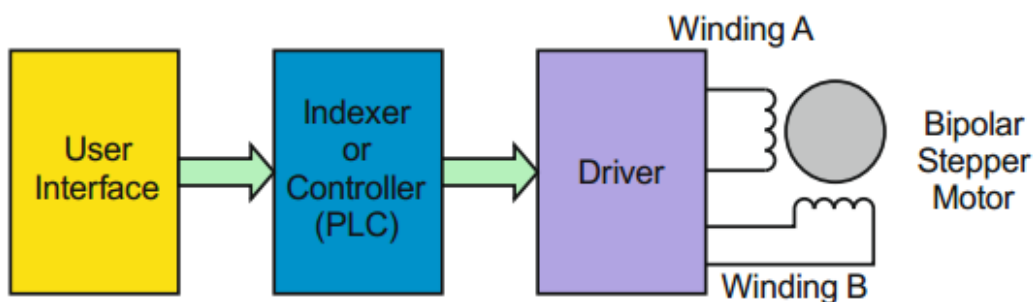 User
Interface
Indexer
or
Controller
(PLC)
Driver
Winding A
Bipolar
Stepper
Motor
Winding B